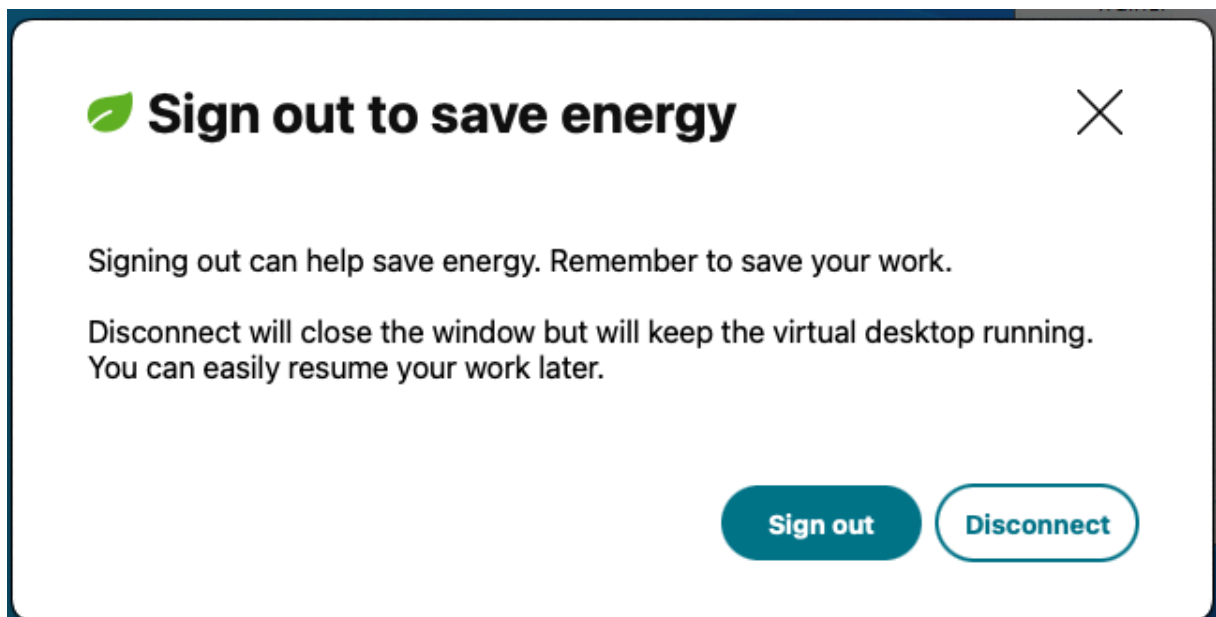 Sign out to save energy
Signing out can help save energy. Remember to save your work.
Disconnect will close the window but will keep the virtual desktop running.
You can easily resume your work later.
Sign out
Disconnect